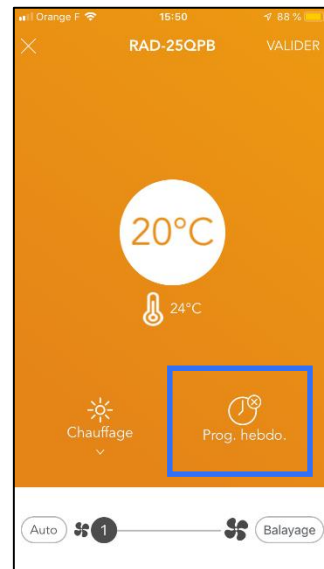 Orange F 15:50 88 %
RAD-25QPB VALIDER
20°C
24°C
Chauffage Prog. hebdo.
Auto 1 Balayage